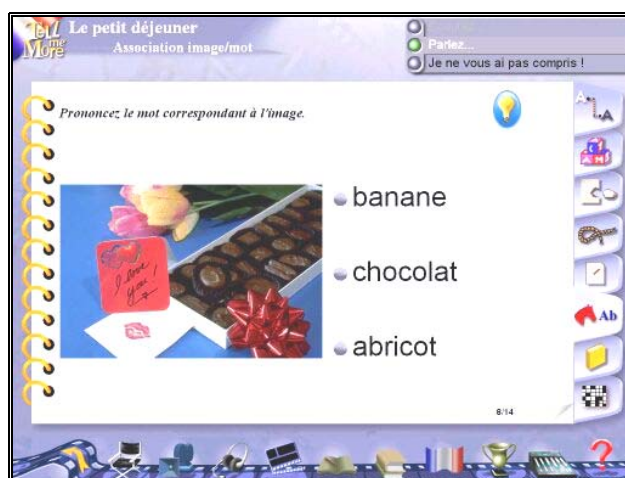 Tell
me
More
Le petit déjeuner
Association image/mot
Parlez...
Je ne vous ai pas compris !
Prononcez le mot correspondant à l'image.
banane
chocolat
abricot
I love
you!
A
A
Ab
6/14
?